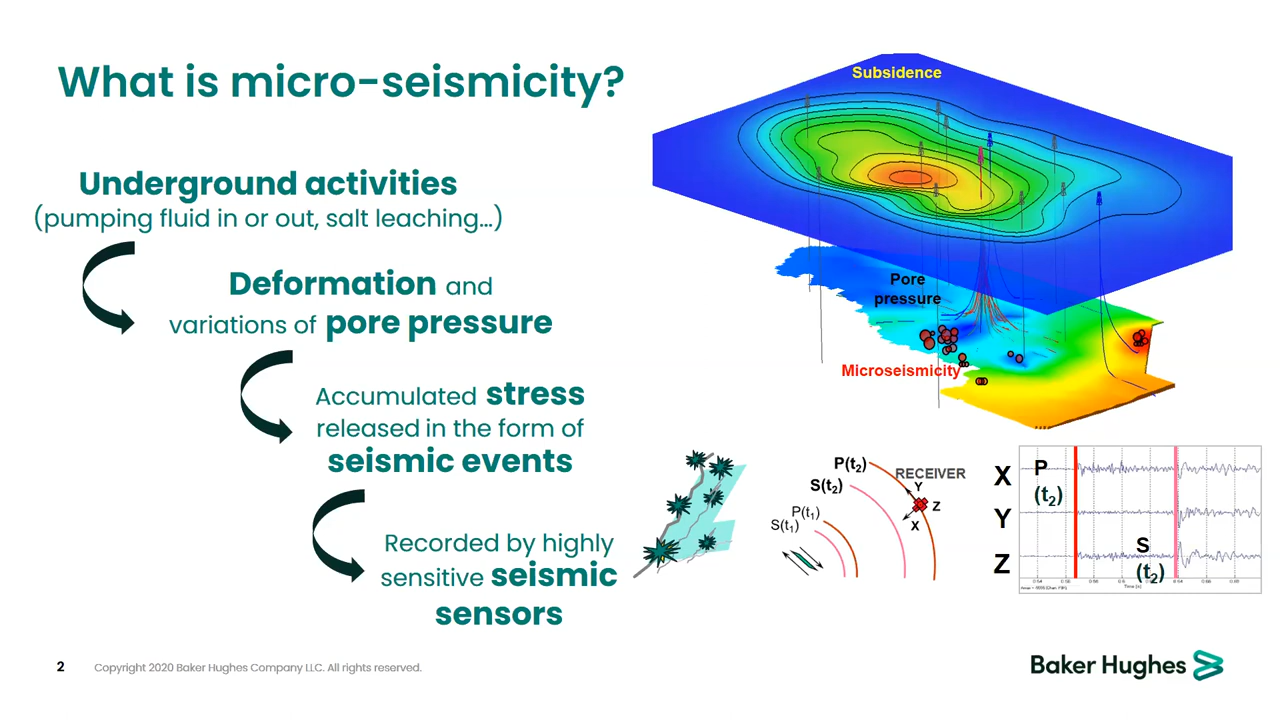 What is micro-seismicity?
Underground activities
(pumping fluid in or out, salt leaching...)
Deformation and
variations of pore pressure
Accumulated stress
released in the form of
seismic events
Recorded by highly
sensitive seismic
sensors
Subsidence
Pore
pressure
Microseismicity
P(t₂)
S(t₂)
P(t₁)
S(t₁)
RECEIVER
Y
Z
X
X
Y
Z
P
(t₂)
S
(t₂)
Time [s]
2
Copyright 2020 Baker Hughes Company LLC. All rights reserved.
Baker Hughes